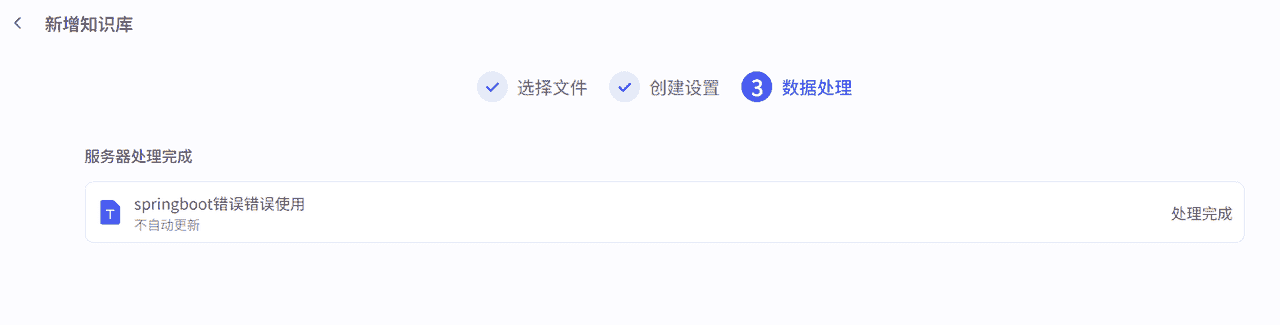 新增知识库
选择文件 创建设置 3 数据处理
服务器处理完成
T springboot错误错误使用
不自动更新
处理完成